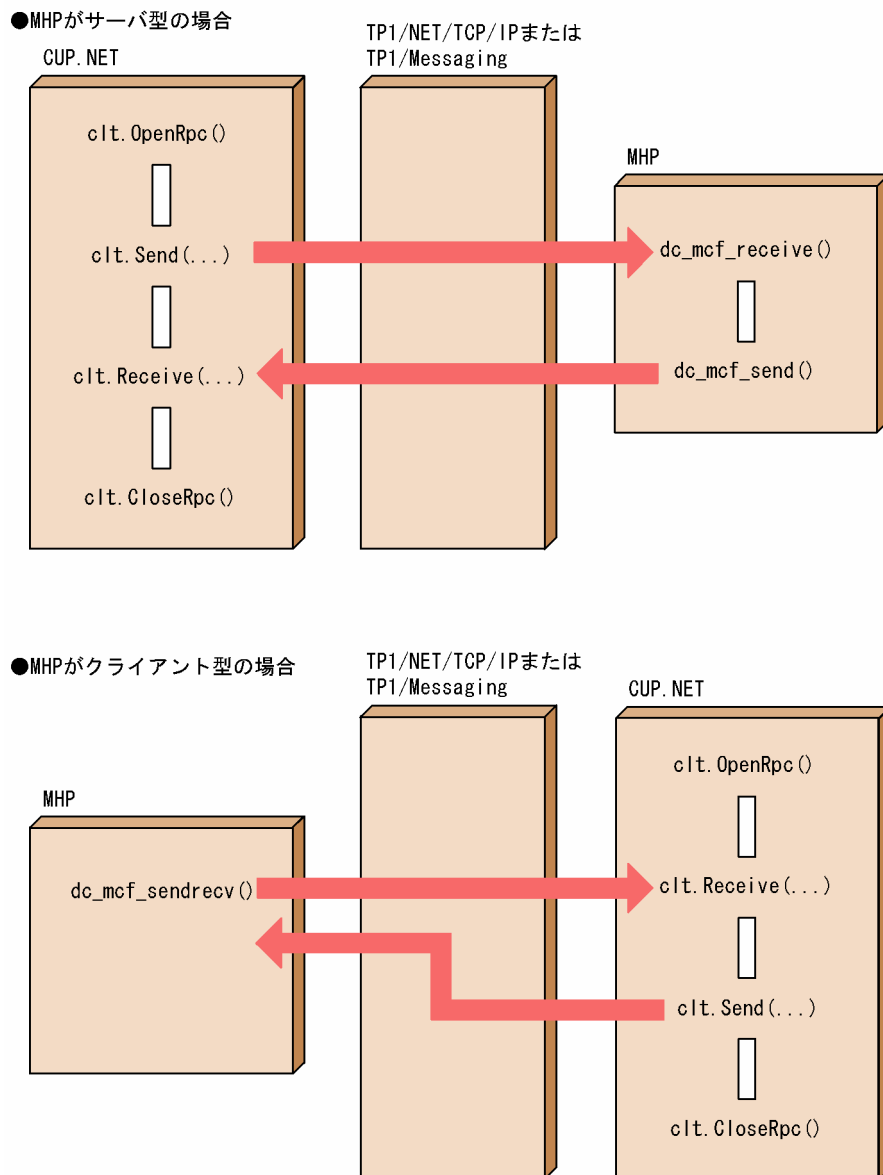 ●MHPがサーバ型の場合
TP1/NET/TCP/IPまたは
TP1/Messaging
CUP.NET
clt.OpenRpc()
MHP
clt.Send(...)
dc_mcf_receive()
clt.Receive(...)
dc_mcf_send()
clt.CloseRpc()
●MHPがクライアント型の場合
TP1/NET/TCP/IPまたは
TP1/Messaging
CUP.NET
clt.OpenRpc()
MHP
dc_mcf_sendrecv()
clt.Receive(...)
clt.Send(...)
clt.CloseRpc()